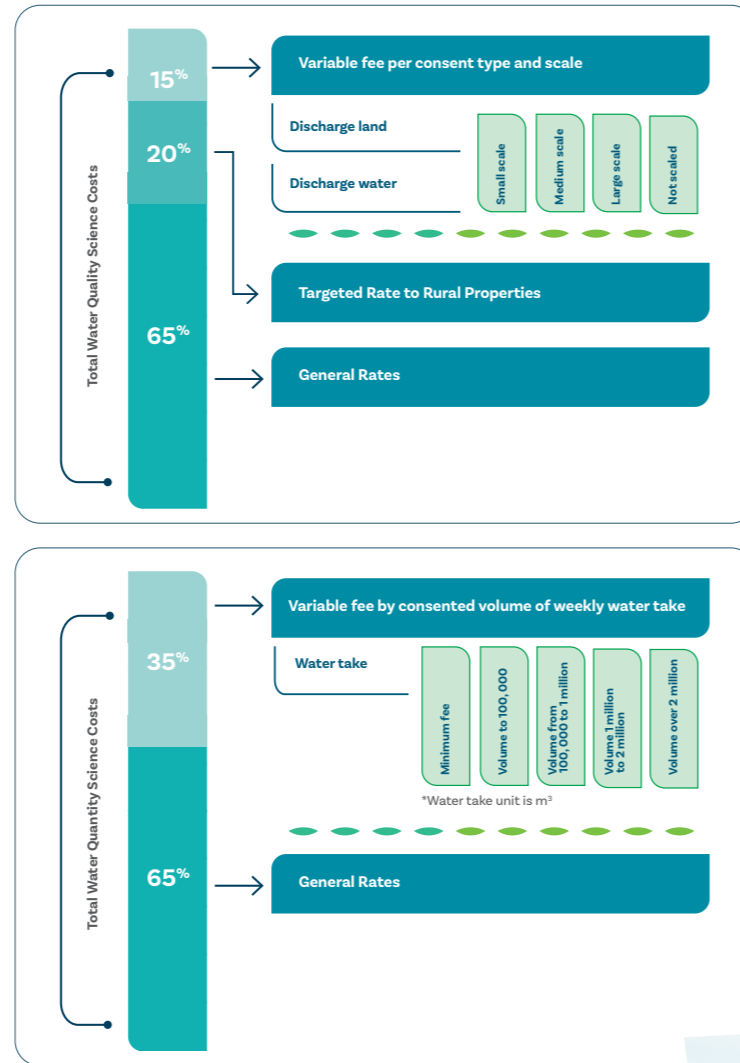 Total Water Quality Science Costs
15%
20%
65%
Variable fee per consent type and scale
Discharge land
Discharge water
Small scale
Medium scale
Large scale
Not scaled
Targeted Rate to Rural Properties
General Rates
Total Water Quantity Science Costs
35%
65%
Variable fee by consented volume of weekly water take
Water take
Minimum fee
Volume to 100, 000
Volume from
100, 000 to 1 million
Volume 1 million
to 2 million
Volume over 2 million
*Water take unit is m³
General Rates